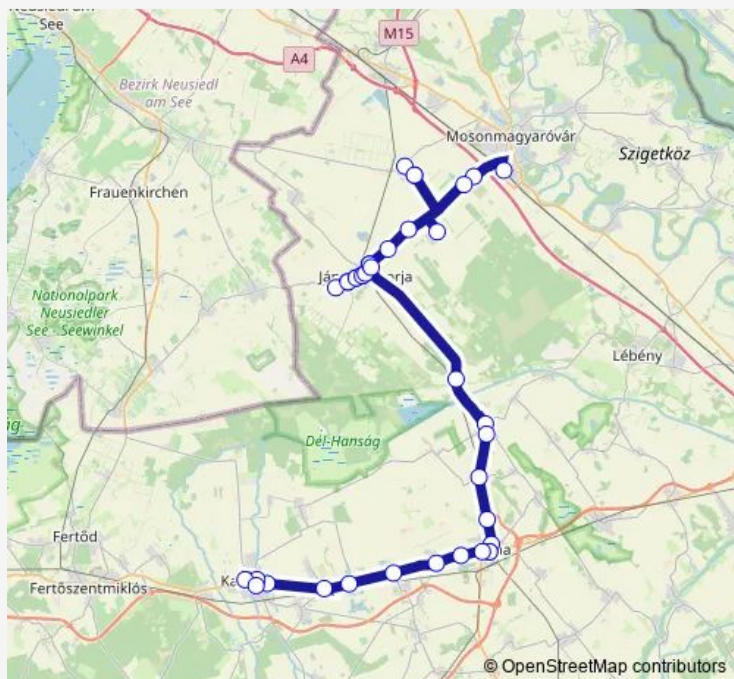 See
M15
A4
Bezirk Neusiedl
am See
Mosonmagyaróvár
Szigetköz
Frauenkirchen
Nationalpark
Neusiedler
See - Seewinkel
Lébény
Dél-Hanság
Fertőd
Fertőszentmiklós
© OpenStreetMap contributors